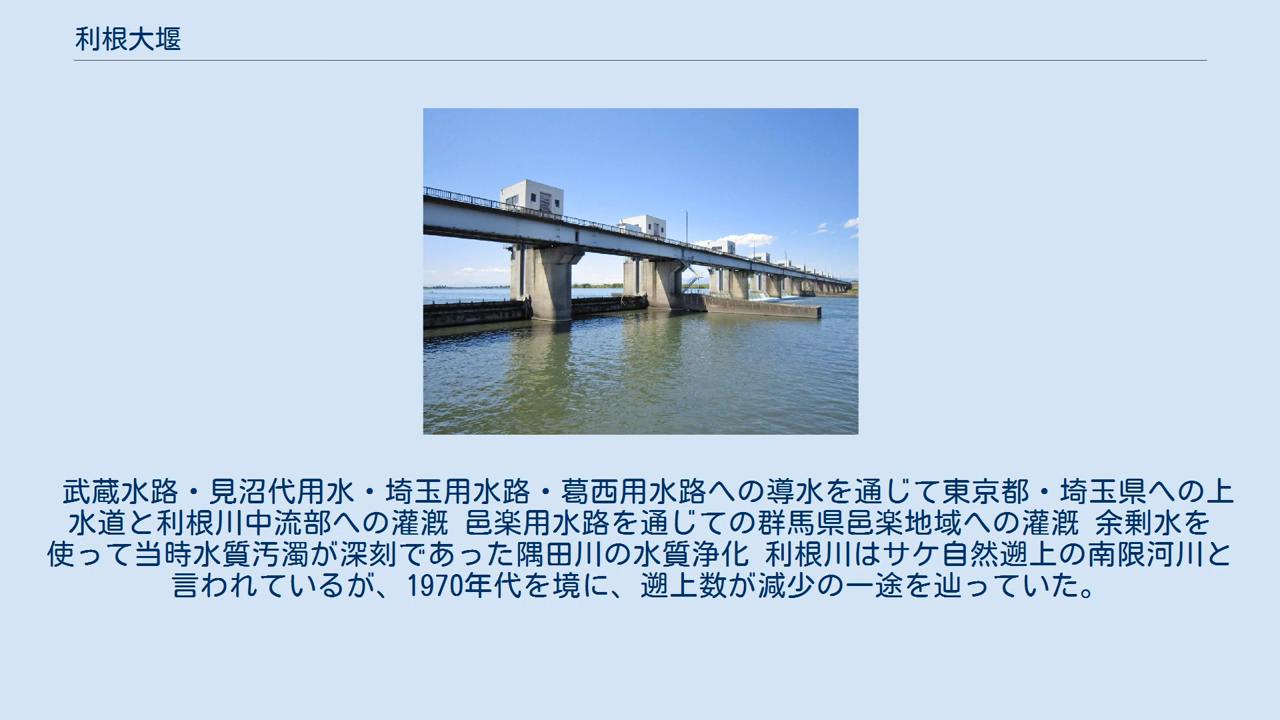 利根大堰
武蔵水路・見沼代用水・埼玉用水路・葛西用水路への導水を通じて東京都・埼玉県への上
水道と利根川中流部への灌漑 邑楽用水路を通じての群馬県邑楽地域への灌漑 余剰水を
使って当時水質汚濁が深刻であった隅田川の水質浄化 利根川はサケ自然遡上の南限河川と
言われているが、1970年代を境に、遡上数が減少の一途を辿っていた。